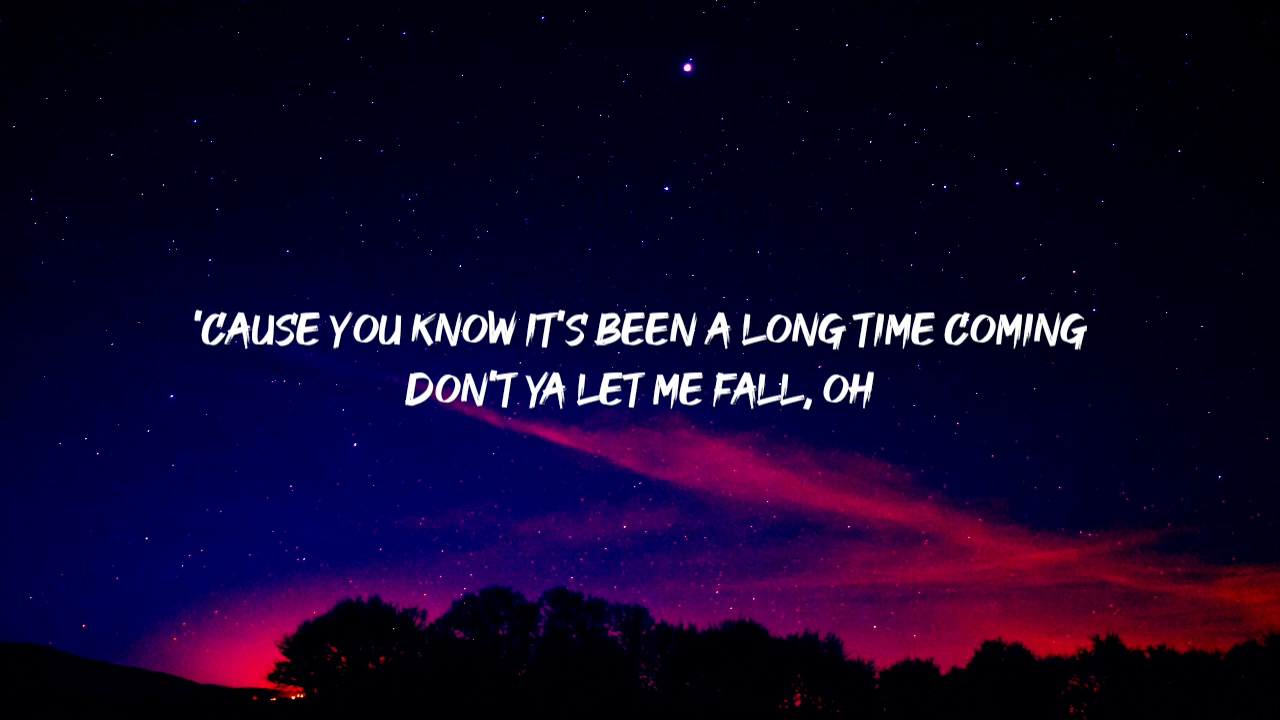 'CAUSE YOU KNOW IT'S BEEN A LONG TIME COMING
DON'T YA LET ME FALL, OH